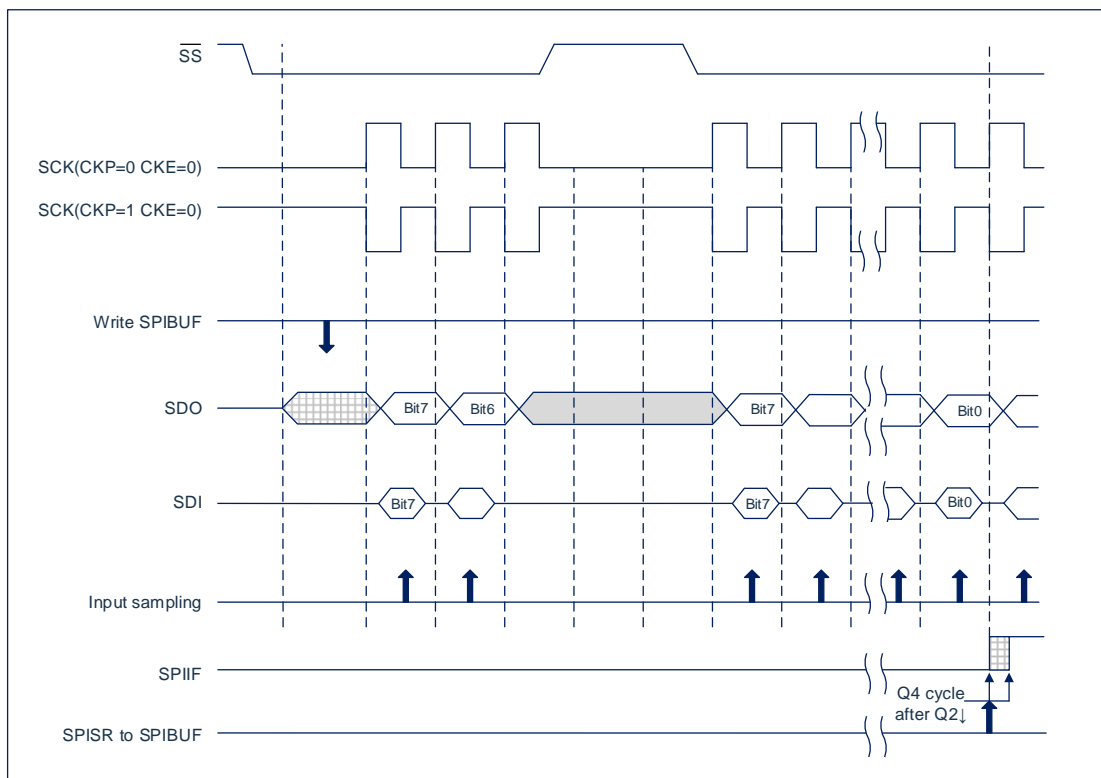 SS
SCK(CKP=0 CKE=0)
SCK(CKP=1 CKE=0)
Write SPIBUF
SDO
Bit7
Bit6
Bit7
Bit0
SDI
Bit7
Bit7
Bit0
Input sampling
SPIIF
Q4 cycle
after Q2↓
SPISR to SPIBUF